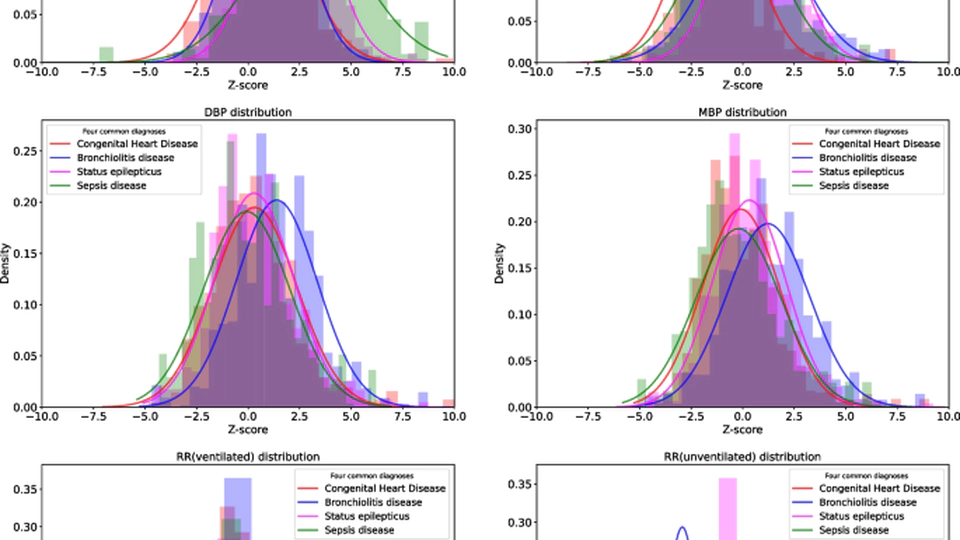 0.05
0.00
−10.0 −7.5 −5.0 −2.5 0.0 2.5 5.0 7.5 10.0
Z-score
0.05
0.00
−10.0 −7.5 −5.0 −2.5 0.0 2.5 5.0 7.5 10.0
Z-score
DBP distribution
Four common diagnoses
Congenital Heart Disease
Bronchiolitis disease
Status epilepticus
Sepsis disease
Density
0.25
0.20
0.15
0.10
0.05
0.00
−10.0 −7.5 −5.0 −2.5 0.0 2.5 5.0 7.5 10.0
Z-score
MBP distribution
Four common diagnoses
Congenital Heart Disease
Bronchiolitis disease
Status epilepticus
Sepsis disease
Density
0.30
0.25
0.20
0.15
0.10
0.05
0.00
−10.0 −7.5 −5.0 −2.5 0.0 2.5 5.0 7.5 10.0
Z-score
RR(ventilated) distribution
Four common diagnoses
Congenital Heart Disease
Bronchiolitis disease
Status epilepticus
Sepsis disease
0.35
0.30
RR(unventilated) distribution
Four common diagnoses
Congenital Heart Disease
Bronchiolitis disease
Status epilepticus
Sepsis disease
0.35
0.30